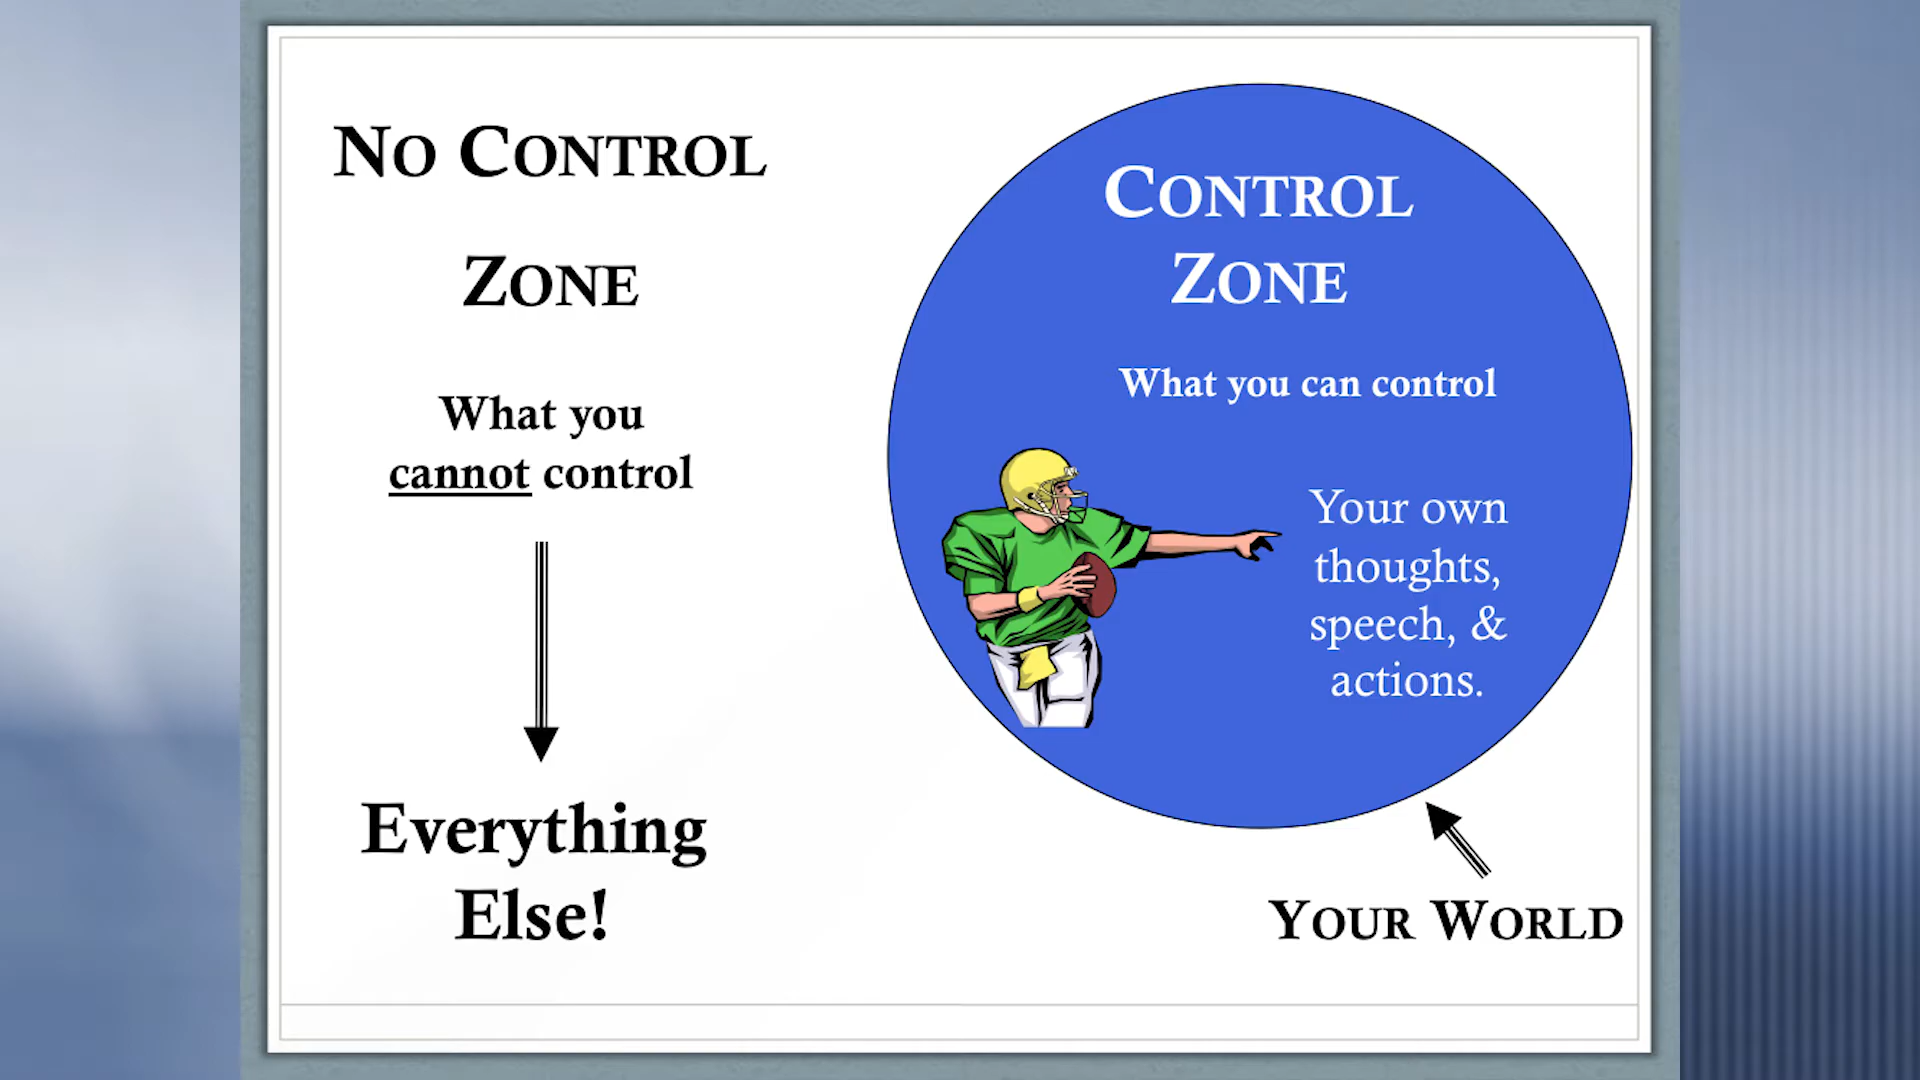 NO CONTROL
ZONE
What you
cannot control
Everything
Else!
CONTROL
ZONE
What you can control
Your own
thoughts,
speech, &
actions.
YOUR WORLD